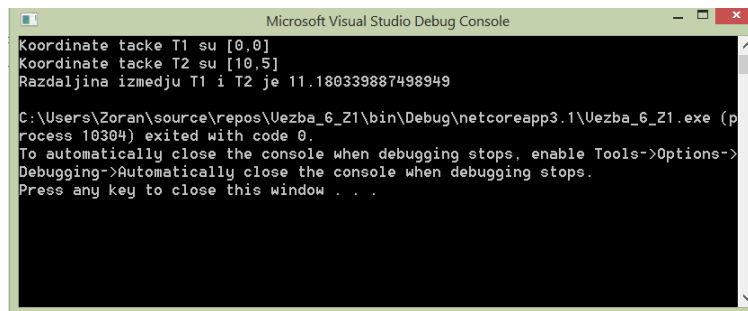 Microsoft Visual Studio Debug Console
Koordinate tacke T1 su [0,0]
Koordinate tacke T2 su [10,5]
Razdaljina izmedju T1 i T2 je 11.180339887498949
C:\Users\Zoran\source\repos\Vezba_6_Z1\bin\Debug\netcoreapp3.1\Vezba_6_Z1.exe (p
rocess 10304) exited with code 0.
To automatically close the console when debugging stops, enable Tools->Options->
Debugging->Automatically close the console when debugging stops.
Press any key to close this window . . .